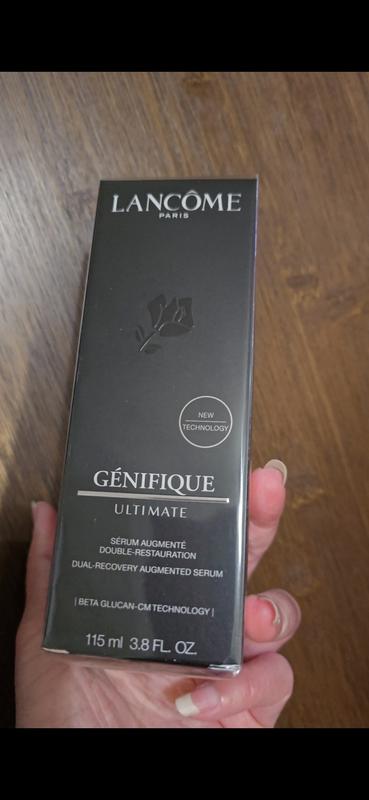 LANCÔME
PARIS
NEW
TECHNOLOGY
GÉNIFIQUE
ULTIMATE
SÉRUM AUGMENTÉ
DOUBLE-RESTAURATION
DUAL-RECOVERY AUGMENTED SERUM
| BETA GLUCAN-CM TECHNOLOGY |
115 ml 3.8 FL. OZ.